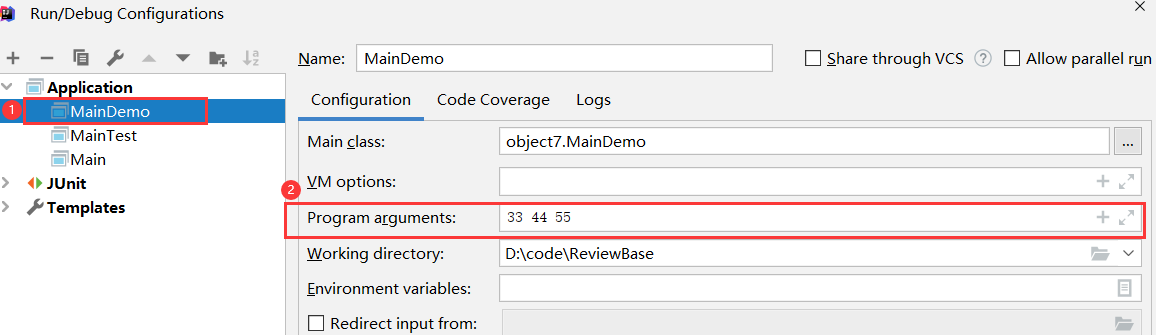 Run/Debug Configurations
Name: MainDemo Share through VCS ? Allow parallel run
Application
1 MainDemo
MainTest
Main
JUnit
Templates
Configuration Code Coverage Logs
Main class: object7.MainDemo ...
VM options:
2
Program arguments: 33 44 55
Working directory: D:\code\ReviewBase
Environment variables:
Redirect input from: